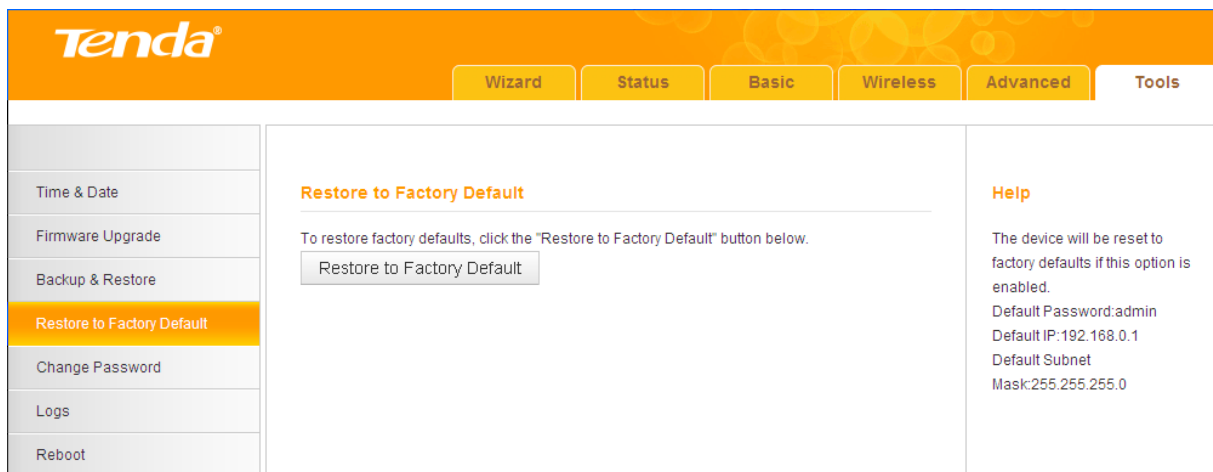 Tenda®
Wizard Status Basic Wireless Advanced Tools
Time & Date
Firmware Upgrade
Backup & Restore
Restore to Factory Default
Change Password
Logs
Reboot
Restore to Factory Default
To restore factory defaults, click the "Restore to Factory Default" button below.
Restore to Factory Default
Help
The device will be reset to
factory defaults if this option is
enabled.
Default Password:admin
Default IP:192.168.0.1
Default Subnet
Mask:255.255.255.0